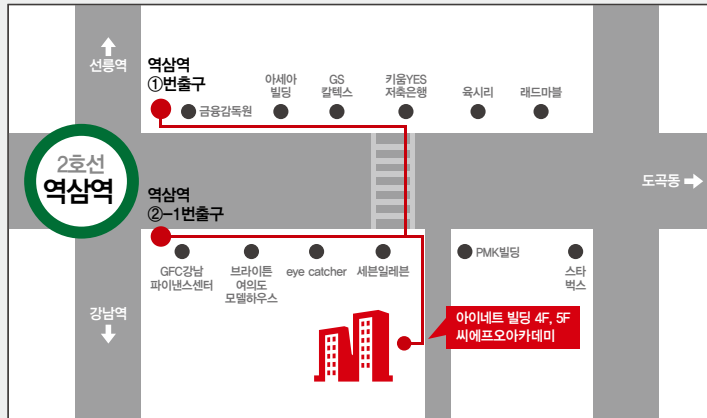 선릉역
역삼역
①번출구
금융감독원
아세아
빌딩
GS
칼텍스
키움YES
저축은행
육시리
래드마블
2호선
역삼역
도곡동
역삼역
②-1번출구
GFC강남
파이낸스센터
브라이튼
여의도
모델하우스
eye catcher
세븐일레븐
PMK빌딩
스타
벅스
강남역
아이네트 빌딩 4F, 5F
씨에프오아카데미